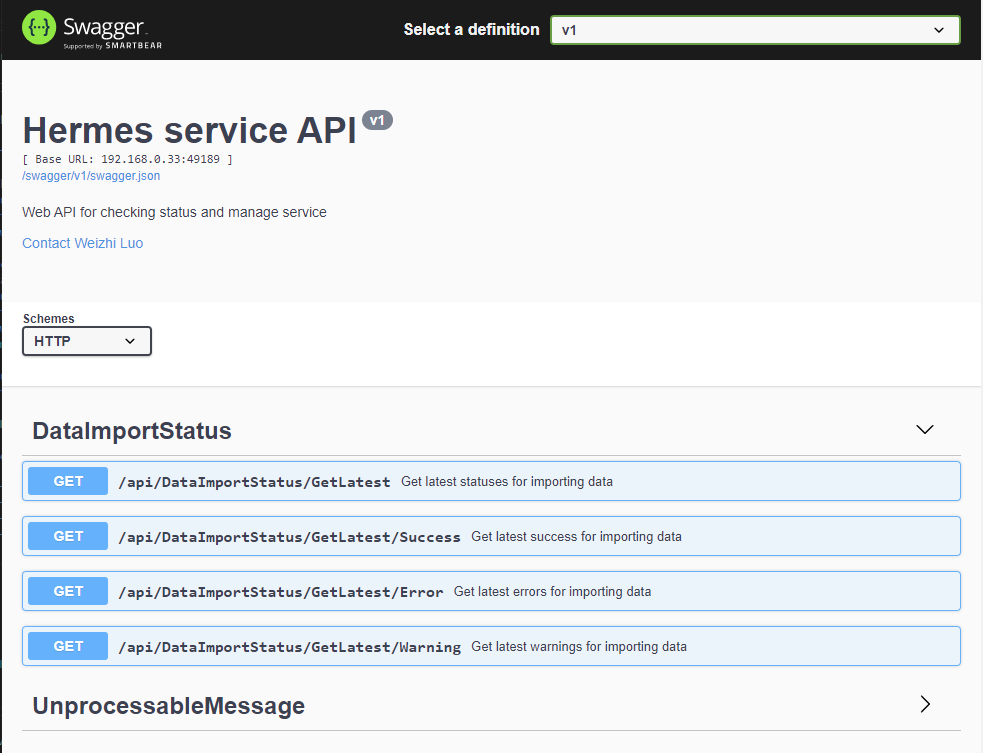 Swagger.
Supported by SMARTBEAR
Select a definition
v1
Hermes service API v1
[ Base URL: 192.168.0.33:49189 ]
/swagger/v1/swagger.json
Web API for checking status and manage service
Contact Weizhi Luo
Schemes
HTTP
DataImportStatus
GET /api/DataImportStatus/GetLatest Get latest statuses for importing data
GET /api/DataImportStatus/GetLatest/Success Get latest success for importing data
GET /api/DataImportStatus/GetLatest/Error Get latest errors for importing data
GET /api/DataImportStatus/GetLatest/Warning Get latest warnings for importing data
UnprocessableMessage